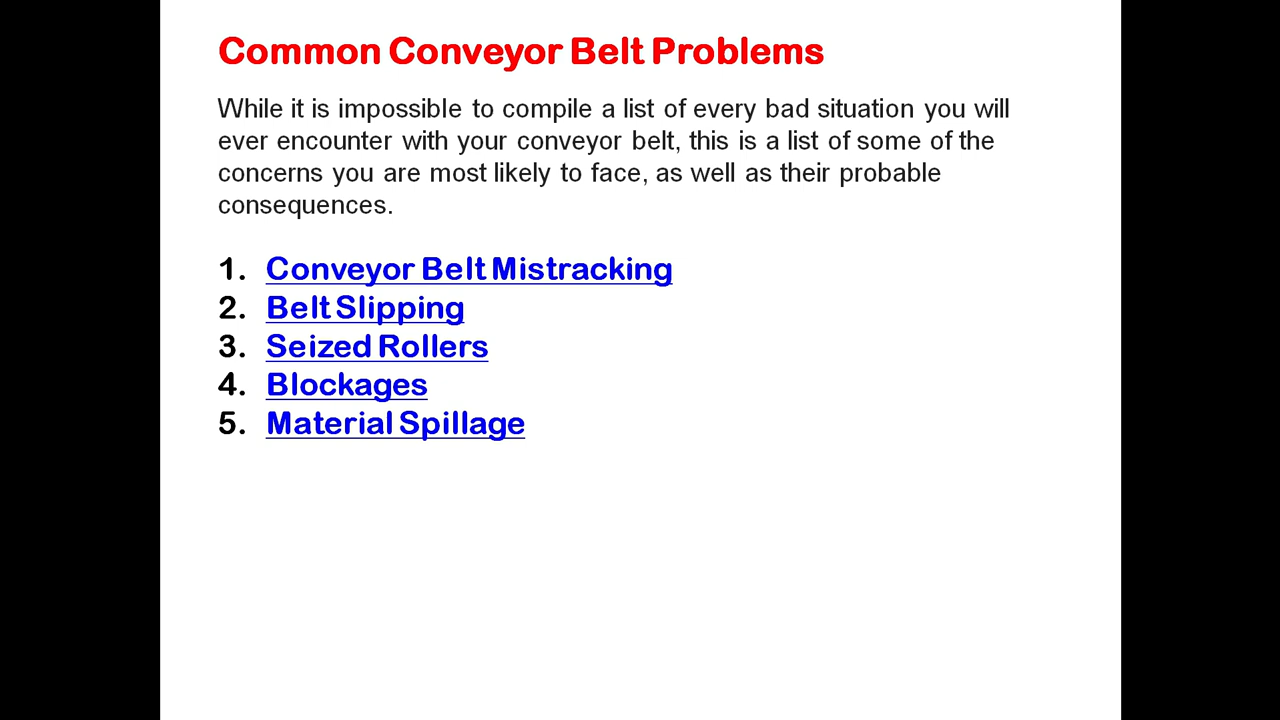 Common Conveyor Belt Problems
While it is impossible to compile a list of every bad situation you will
ever encounter with your conveyor belt, this is a list of some of the
concerns you are most likely to face, as well as their probable
consequences.
1. Conveyor Belt Mistracking
2. Belt Slipping
3. Seized Rollers
4. Blockages
5. Material Spillage